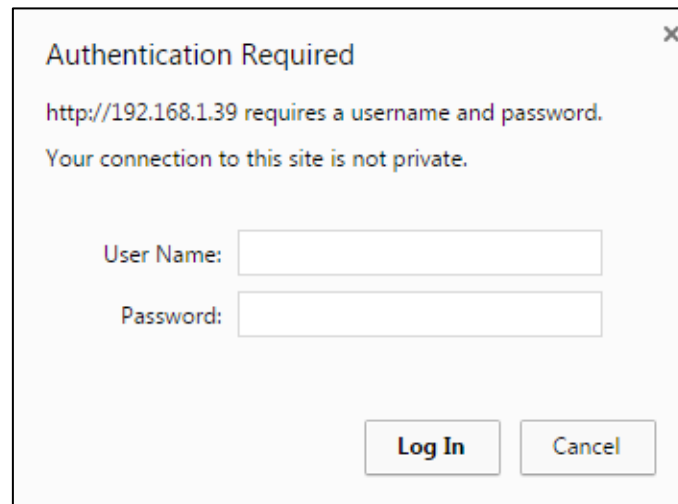 Authentication Required
http://192.168.1.39 requires a username and password.
Your connection to this site is not private.
User Name:
Password:
Log In
Cancel